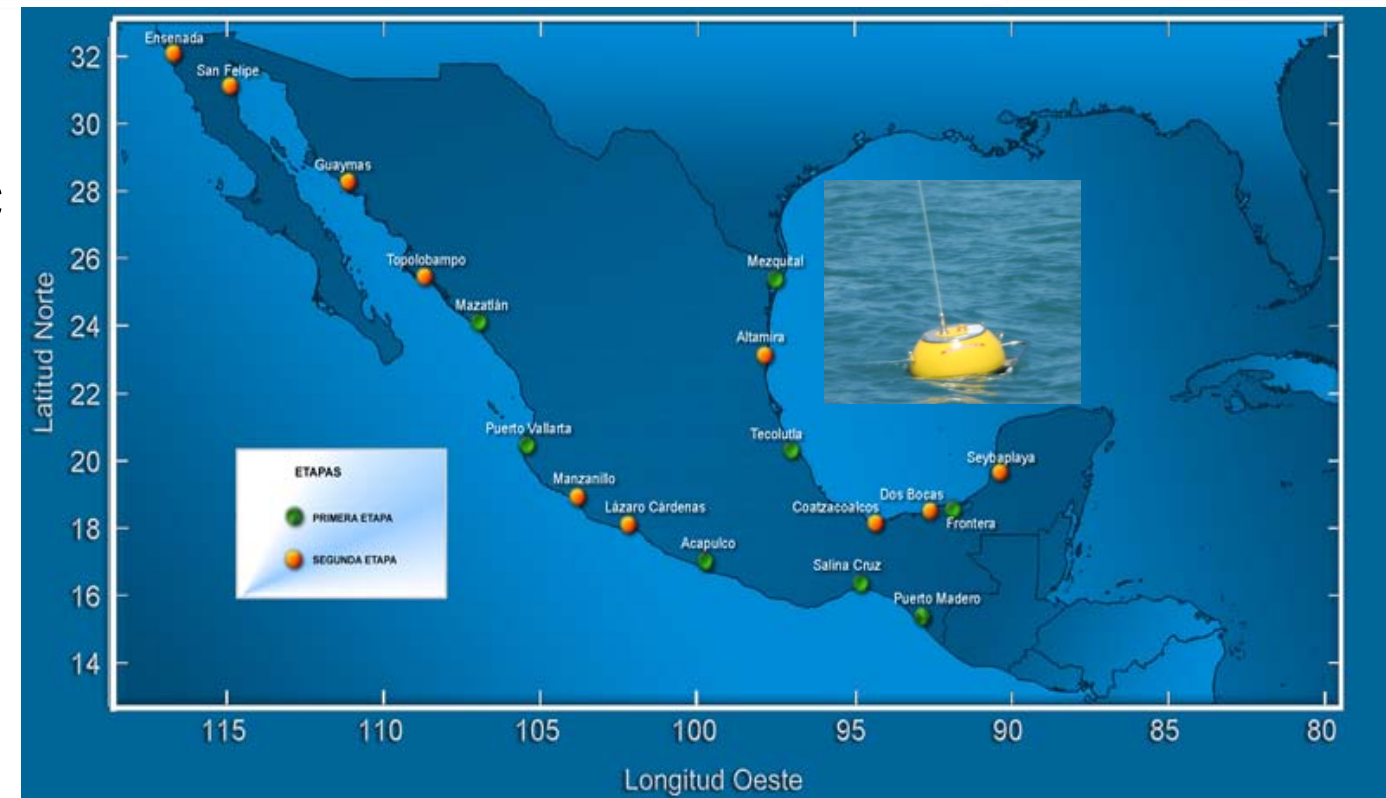 Ensenada
San Felipe
Guaymas
Topolobampo
Mazatlán
Mezquital
Altamira
Puerto Vallarta
Tecolutla
Manzanillo
Lázaro Cárdenas
Seybaplaya
Coatzacoalcos
Dos Bocas
Frontera
Acapulco
Salina Cruz
Puerto Madero
ETAPAS
PRIMERA ETAPA
SEGUNDA ETAPA
Latitud Norte
32
30
28
26
24
22
20
18
16
14
115 110 105 100 95 90 85 80
Longitud Oeste